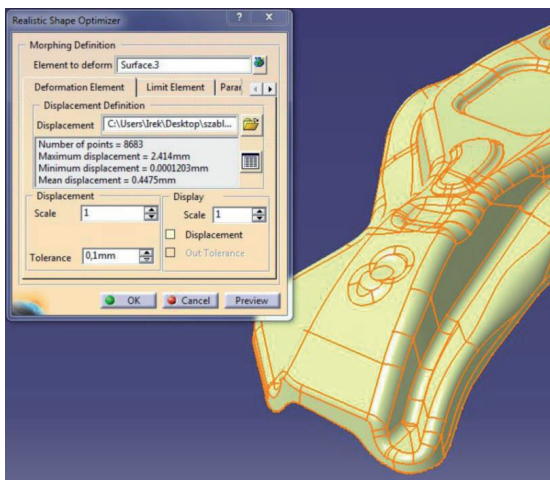 Realistic Shape Optimizer
Morphing Definition
Element to deform Surface.3
Deformation Element Limit Element Para
Displacement Definition
Displacement C:\Users\Irek\Desktop\szabl...
Number of points = 8683
Maximum displacement = 2.414mm
Minimum displacement = 0.0001203mm
Mean displacement = 0.4475mm
Displacement
Scale 1
Tolerance 0,1mm
Display
Scale 1
Displacement
Out Tolerance
OK Cancel Preview